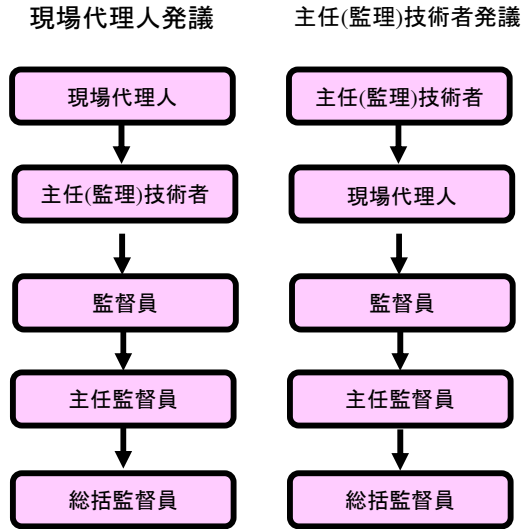 現場代理人発議
現場代理人
主任(監理)技術者
監督員
主任監督員
総括監督員
主任(監理)技術者発議
主任(監理)技術者
現場代理人
監督員
主任監督員
総括監督員